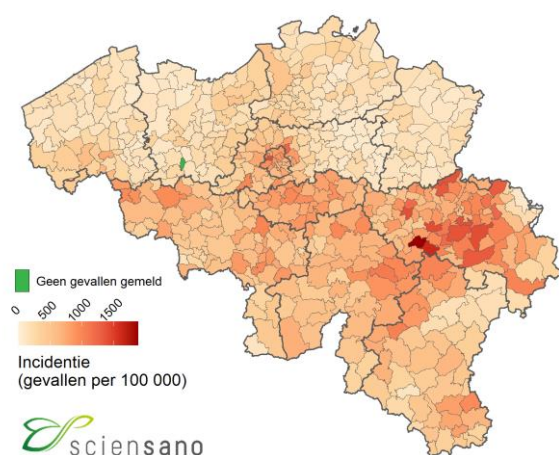 Geen gevallen gemeld
0
500
1000
1500
Incidentie
(gevallen per 100 000)
sciensano